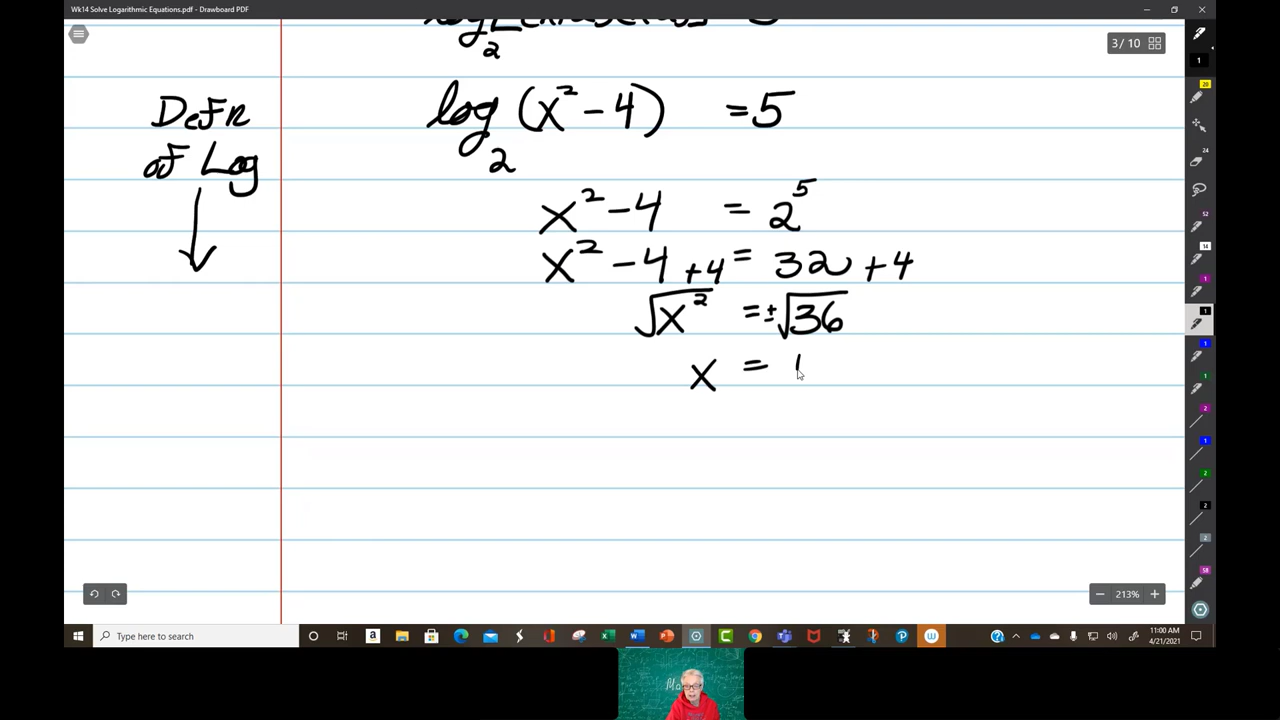 Wk14 Solve Logarithmic Equations.pdf - Drawboard PDF
3 / 10
log₂ (x² - 4) = 5
Defn
of Log
x² - 4 = 2⁵
x² - 4 + 4 = 32 + 4
√x² = ±√36
x =
213%
Type here to search
11:00 AM
4/21/2021